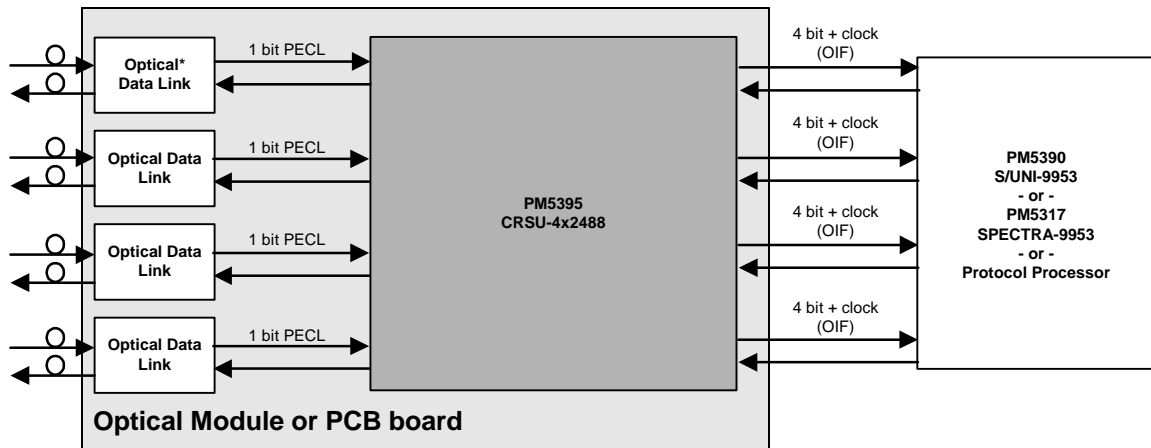 Optical*
Data Link
1 bit PECL
4 bit + clock
(OIF)
Optical Data
Link
1 bit PECL
4 bit + clock
(OIF)
Optical Data
Link
1 bit PECL
4 bit + clock
(OIF)
Optical Data
Link
1 bit PECL
4 bit + clock
(OIF)
PM5395
CRSU-4x2488
PM5390
S/UNI-9953
- or -
PM5317
SPECTRA-9953
- or -
Protocol Processor
Optical Module or PCB board